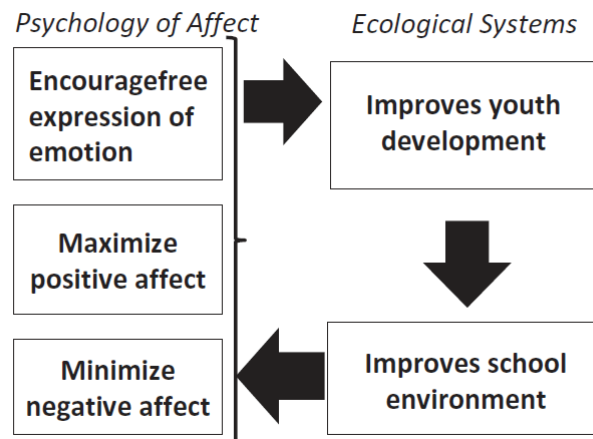 Psychology of Affect
Ecological Systems
Encouragefree
expression of
emotion
Improves youth
development
Maximize
positive affect
Minimize
negative affect
Improves school
environment